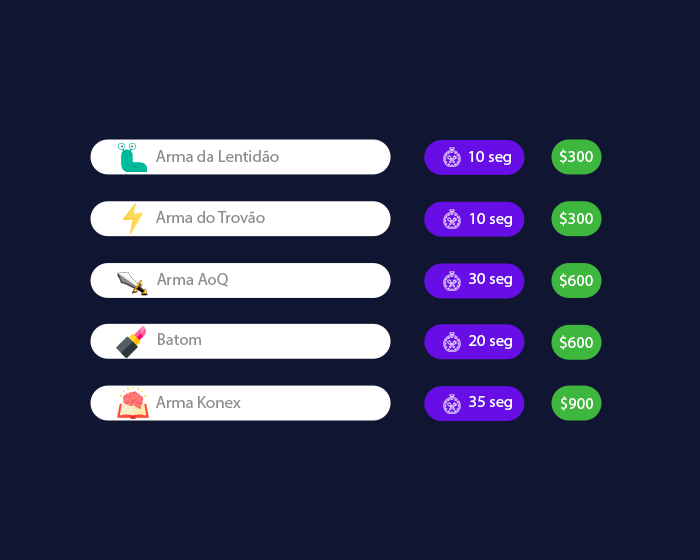 Arma da Lentidão 10 seg $300
Arma do Trovão 10 seg $300
Arma AoQ 30 seg $600
Batom 20 seg $600
Arma Konex 35 seg $900